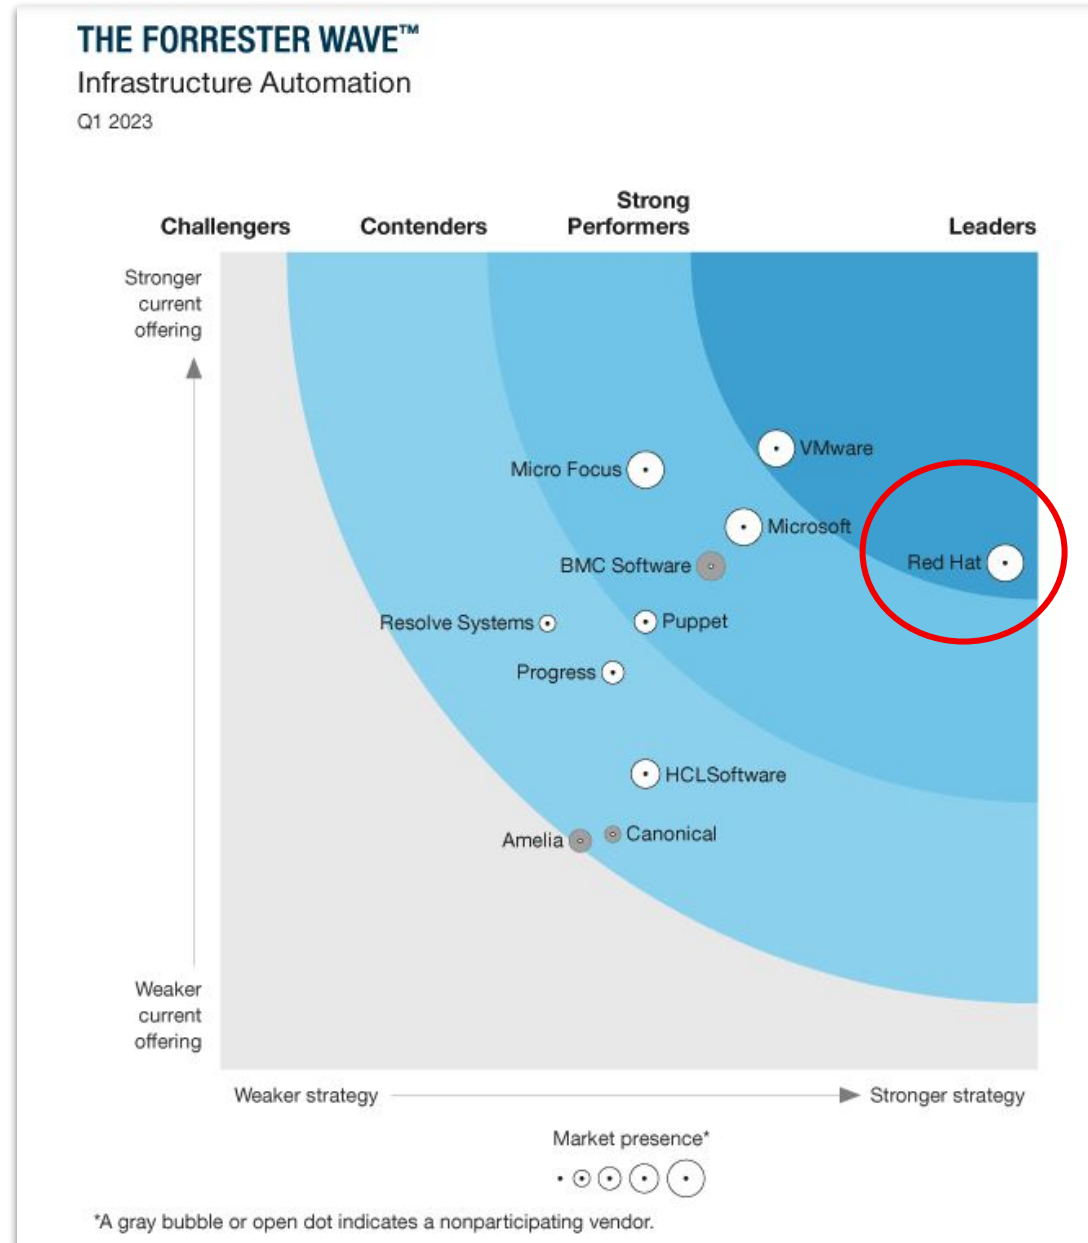 THE FORRESTER WAVE™
Infrastructure Automation
Q1 2023
Strong
Challengers Contenders Performers Leaders
Stronger
current
offering
VMware
Micro Focus
Microsoft
BMC Software
Red Hat
Resolve Systems
Puppet
Progress
HCLSoftware
Canonical
Amelia
Weaker
current
offering
Weaker strategy
Stronger strategy
Market presence*
*A gray bubble or open dot indicates a nonparticipating vendor.